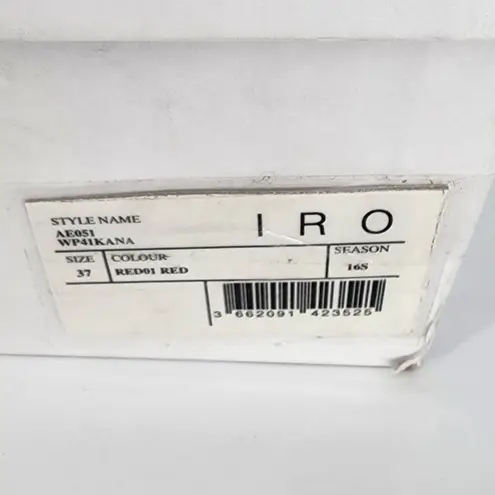 STYLE NAME
AE051
WP41KANA
I R O
SIZE
37
COLOUR
RED01 RED
SEASON
16S
3 662091 423525